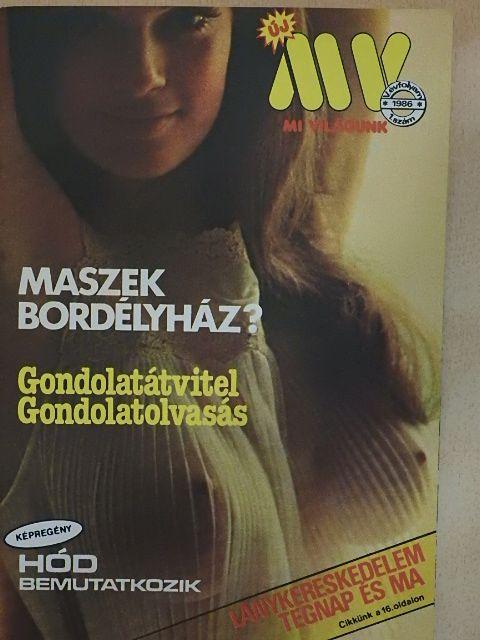 ÚJ
MV
MI VILÁGUNK
V. évfolyam
* 1986 *
1. szám
MASZEK
BORDÉLYHÁZ?
Gondolatátvitel
Gondolatolvasás
KÉPREGÉNY
HÓD
BEMUTATKOZIK
LÁNYKERESKEDELEM
TEGNAP ÉS MA
Cikkünk a 16. oldalon